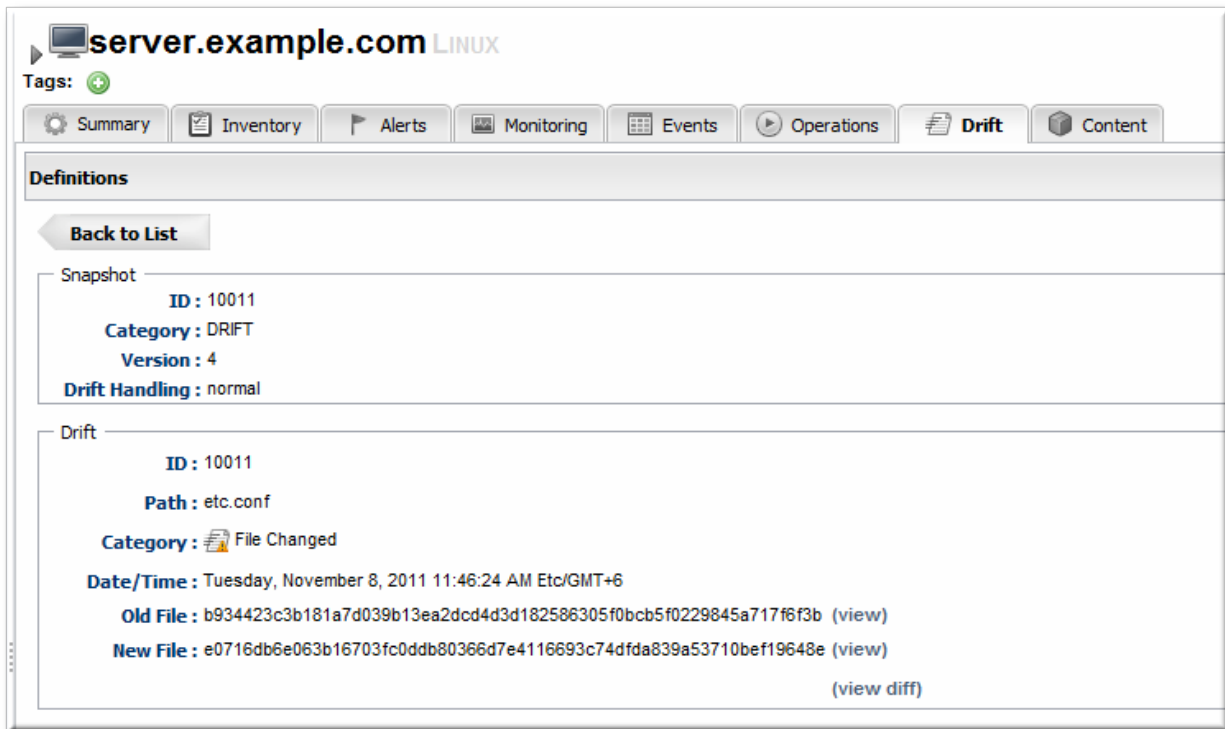 server.example.com LINUX
Tags:
Summary Inventory Alerts Monitoring Events Operations Drift Content
Definitions
Back to List
Snapshot
ID : 10011
Category : DRIFT
Version : 4
Drift Handling : normal
Drift
ID : 10011
Path : etc.conf
Category : File Changed
Date/Time : Tuesday, November 8, 2011 11:46:24 AM Etc/GMT+6
Old File : b934423c3b181a7d039b13ea2dcd4d3d182586305f0bcb5f0229845a717f6f3b (view)
New File : e0716db6e063b16703fc0ddb80366d7e4116693c74dfda839a53710bef19648e (view)
(view diff)